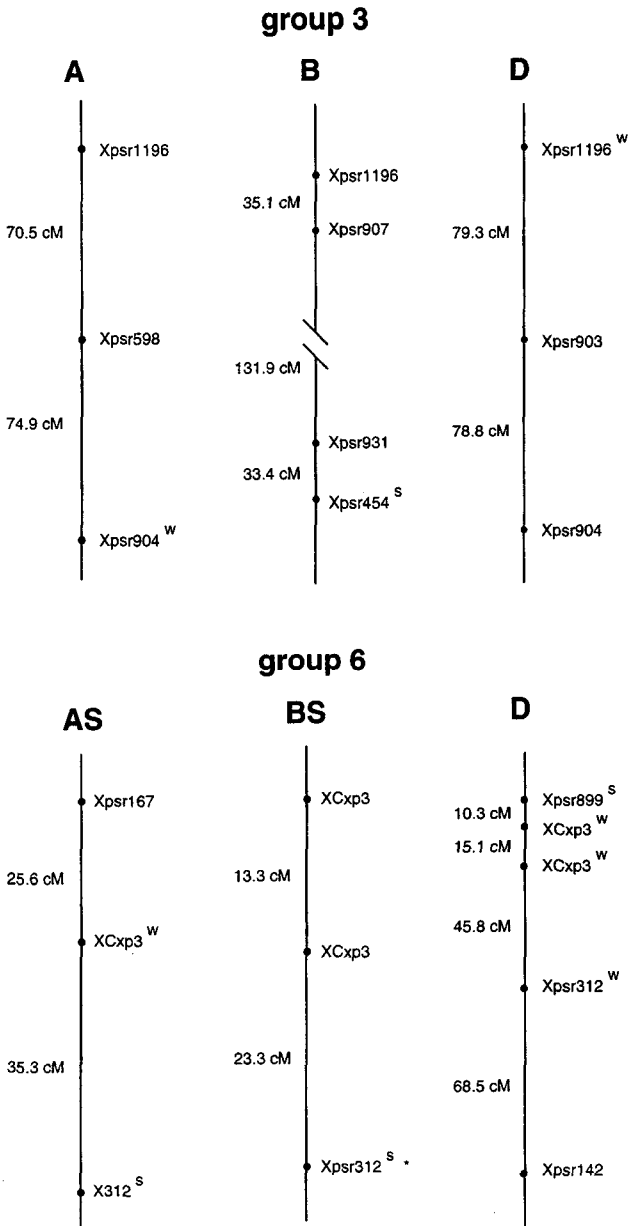 group 3
A
B
D
Xpsr1196
70.5 cM
Xpsr598
74.9 cM
Xpsr904 W
Xpsr1196
35.1 cM
Xpsr907
131.9 cM
Xpsr931
33.4 cM
Xpsr454 S
Xpsr1196 W
79.3 cM
Xpsr903
78.8 cM
Xpsr904
group 6
AS
BS
D
Xpsr167
25.6 cM
XCxp3 W
35.3 cM
X312 S
XCxp3
13.3 cM
XCxp3
23.3 cM
Xpsr312 S *
Xpsr899 S
10.3 cM
XCxp3 W
15.1 cM
XCxp3 W
45.8 cM
Xpsr312 W
68.5 cM
Xpsr142